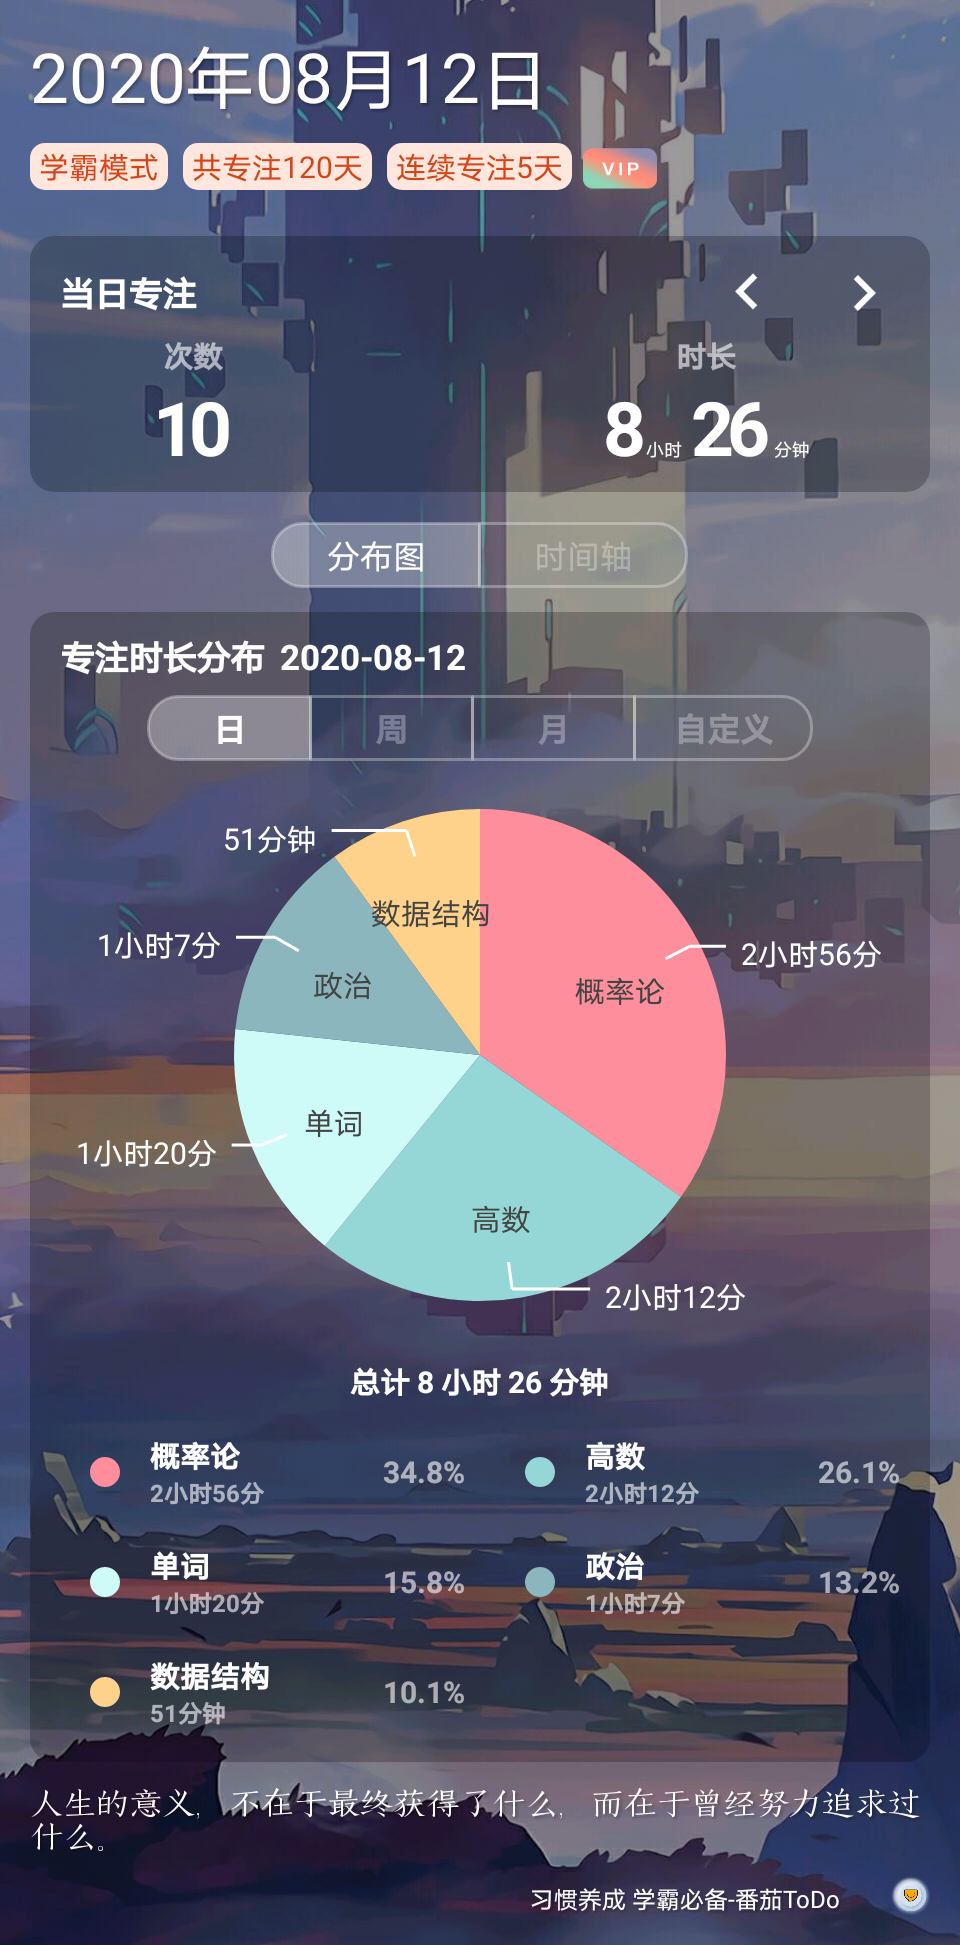 2020年08月12日
学霸模式 共专注120天 连续专注5天 VIP
当日专注
次数 时长
10 8小时 26分钟
分布图 时间轴
专注时长分布 2020-08-12
日 周 月 自定义
51分钟
数据结构
1小时7分
2小时56分
政治
概率论
单词
1小时20分
高数
2小时12分
总计 8 小时 26 分钟
概率论 34.8% 高数 26.1%
2小时56分 2小时12分
单词 15.8% 政治 13.2%
1小时20分 1小时7分
数据结构 10.1%
51分钟
人生的意义, 不在于最终获得了什么, 而在于曾经努力追求过
什么。
习惯养成 学霸必备-番茄ToDo